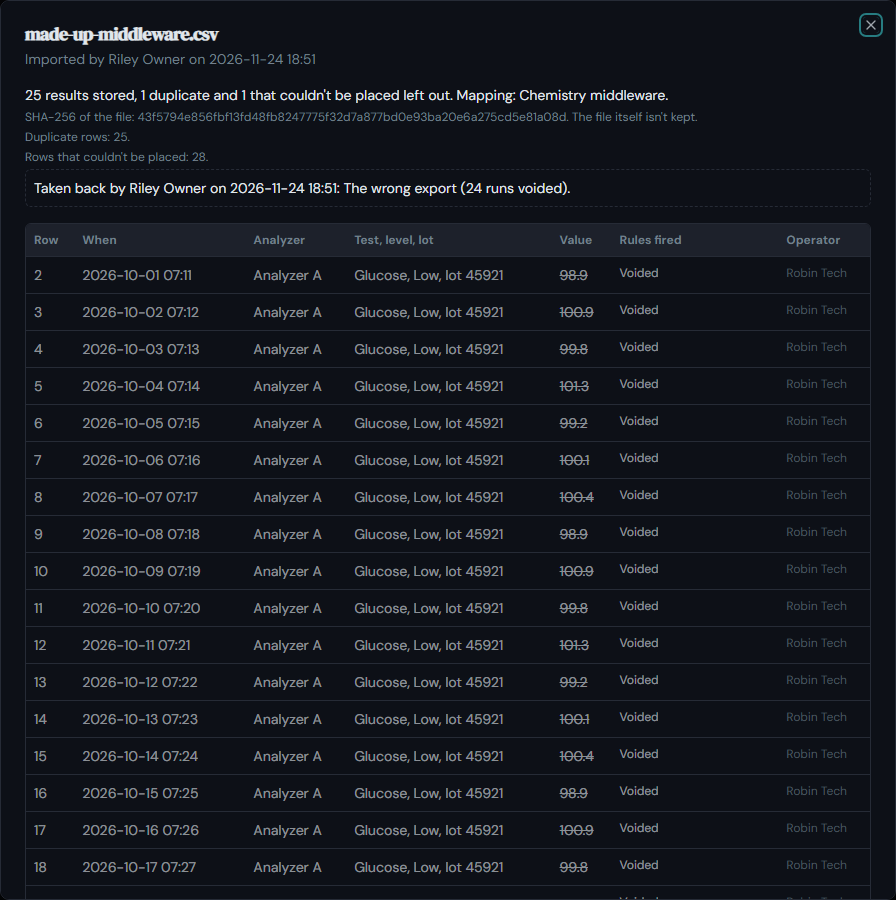 made-up-middleware.csv
Imported by Riley Owner on 2026-11-24 18:51
25 results stored, 1 duplicate and 1 that couldn't be placed left out. Mapping: Chemistry middleware.
SHA-256 of the file: 43f5794e856fbf13fd48fb8247775f32d7a877bd0e93ba20e6a275cd5e81a08d. The file itself isn't kept.
Duplicate rows: 25.
Rows that couldn't be placed: 28.
Taken back by Riley Owner on 2026-11-24 18:51: The wrong export (24 runs voided).
Row When Analyzer Test, level, lot Value Rules fired Operator
2 2026-10-01 07:11 Analyzer A Glucose, Low, lot 45921 98.9 Voided Robin Tech
3 2026-10-02 07:12 Analyzer A Glucose, Low, lot 45921 100.9 Voided Robin Tech
4 2026-10-03 07:13 Analyzer A Glucose, Low, lot 45921 99.8 Voided Robin Tech
5 2026-10-04 07:14 Analyzer A Glucose, Low, lot 45921 101.3 Voided Robin Tech
6 2026-10-05 07:15 Analyzer A Glucose, Low, lot 45921 99.2 Voided Robin Tech
7 2026-10-06 07:16 Analyzer A Glucose, Low, lot 45921 100.1 Voided Robin Tech
8 2026-10-07 07:17 Analyzer A Glucose, Low, lot 45921 100.4 Voided Robin Tech
9 2026-10-08 07:18 Analyzer A Glucose, Low, lot 45921 98.9 Voided Robin Tech
10 2026-10-09 07:19 Analyzer A Glucose, Low, lot 45921 100.9 Voided Robin Tech
11 2026-10-10 07:20 Analyzer A Glucose, Low, lot 45921 99.8 Voided Robin Tech
12 2026-10-11 07:21 Analyzer A Glucose, Low, lot 45921 101.3 Voided Robin Tech
13 2026-10-12 07:22 Analyzer A Glucose, Low, lot 45921 99.2 Voided Robin Tech
14 2026-10-13 07:23 Analyzer A Glucose, Low, lot 45921 100.1 Voided Robin Tech
15 2026-10-14 07:24 Analyzer A Glucose, Low, lot 45921 100.4 Voided Robin Tech
16 2026-10-15 07:25 Analyzer A Glucose, Low, lot 45921 98.9 Voided Robin Tech
17 2026-10-16 07:26 Analyzer A Glucose, Low, lot 45921 100.9 Voided Robin Tech
18 2026-10-17 07:27 Analyzer A Glucose, Low, lot 45921 99.8 Voided Robin Tech